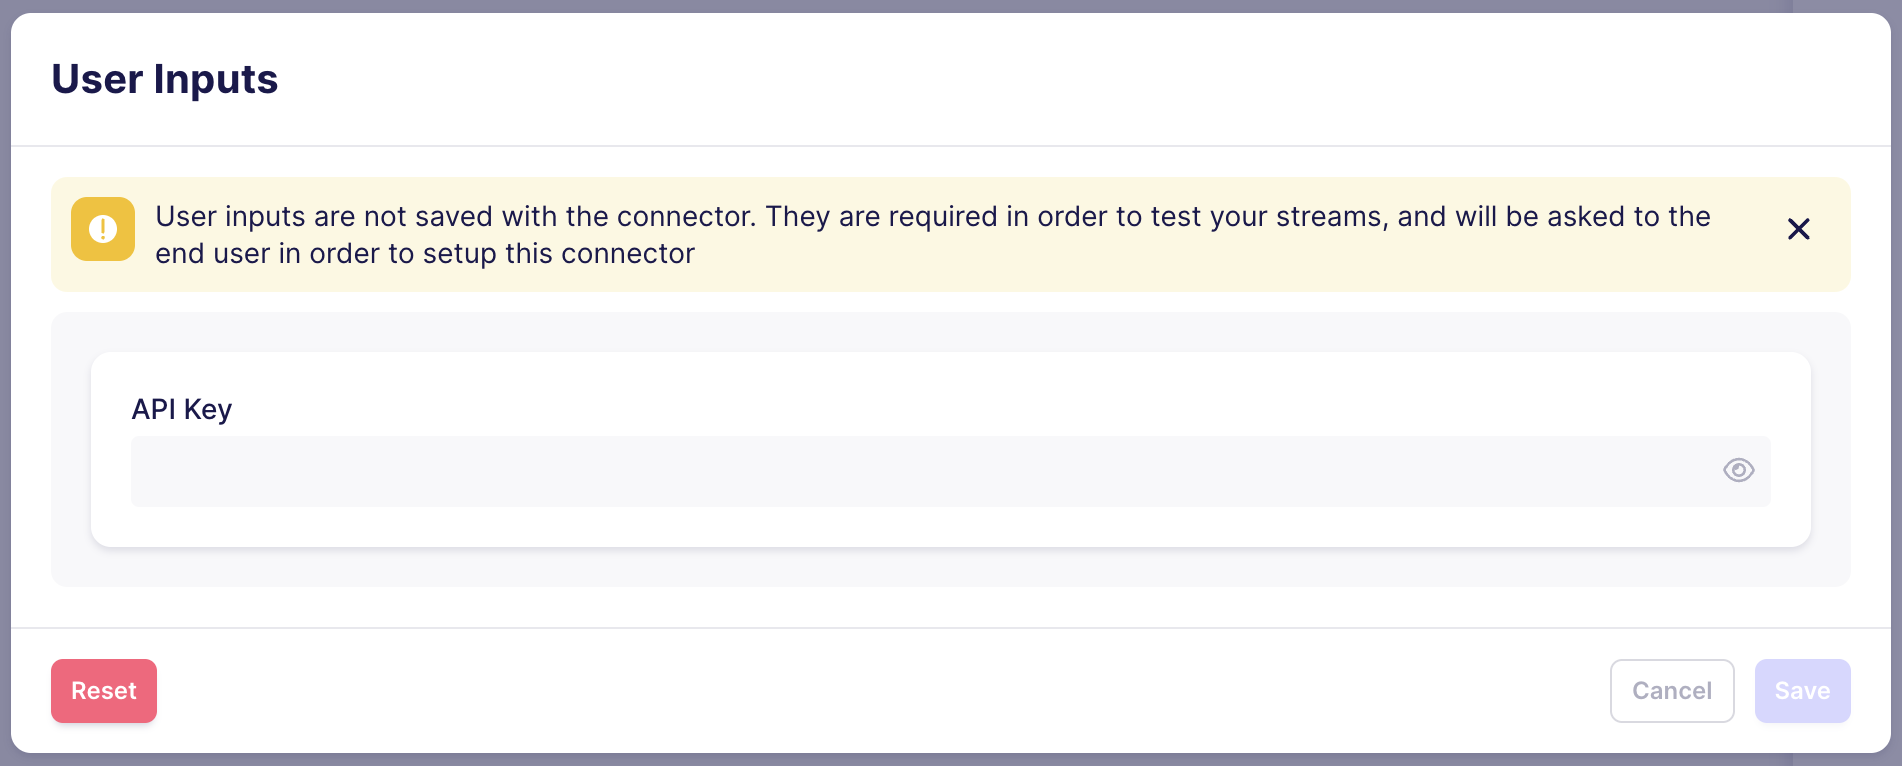 User Inputs
User inputs are not saved with the connector. They are required in order to test your streams, and will be asked to the
end user in order to setup this connector
API Key
Reset
Cancel
Save